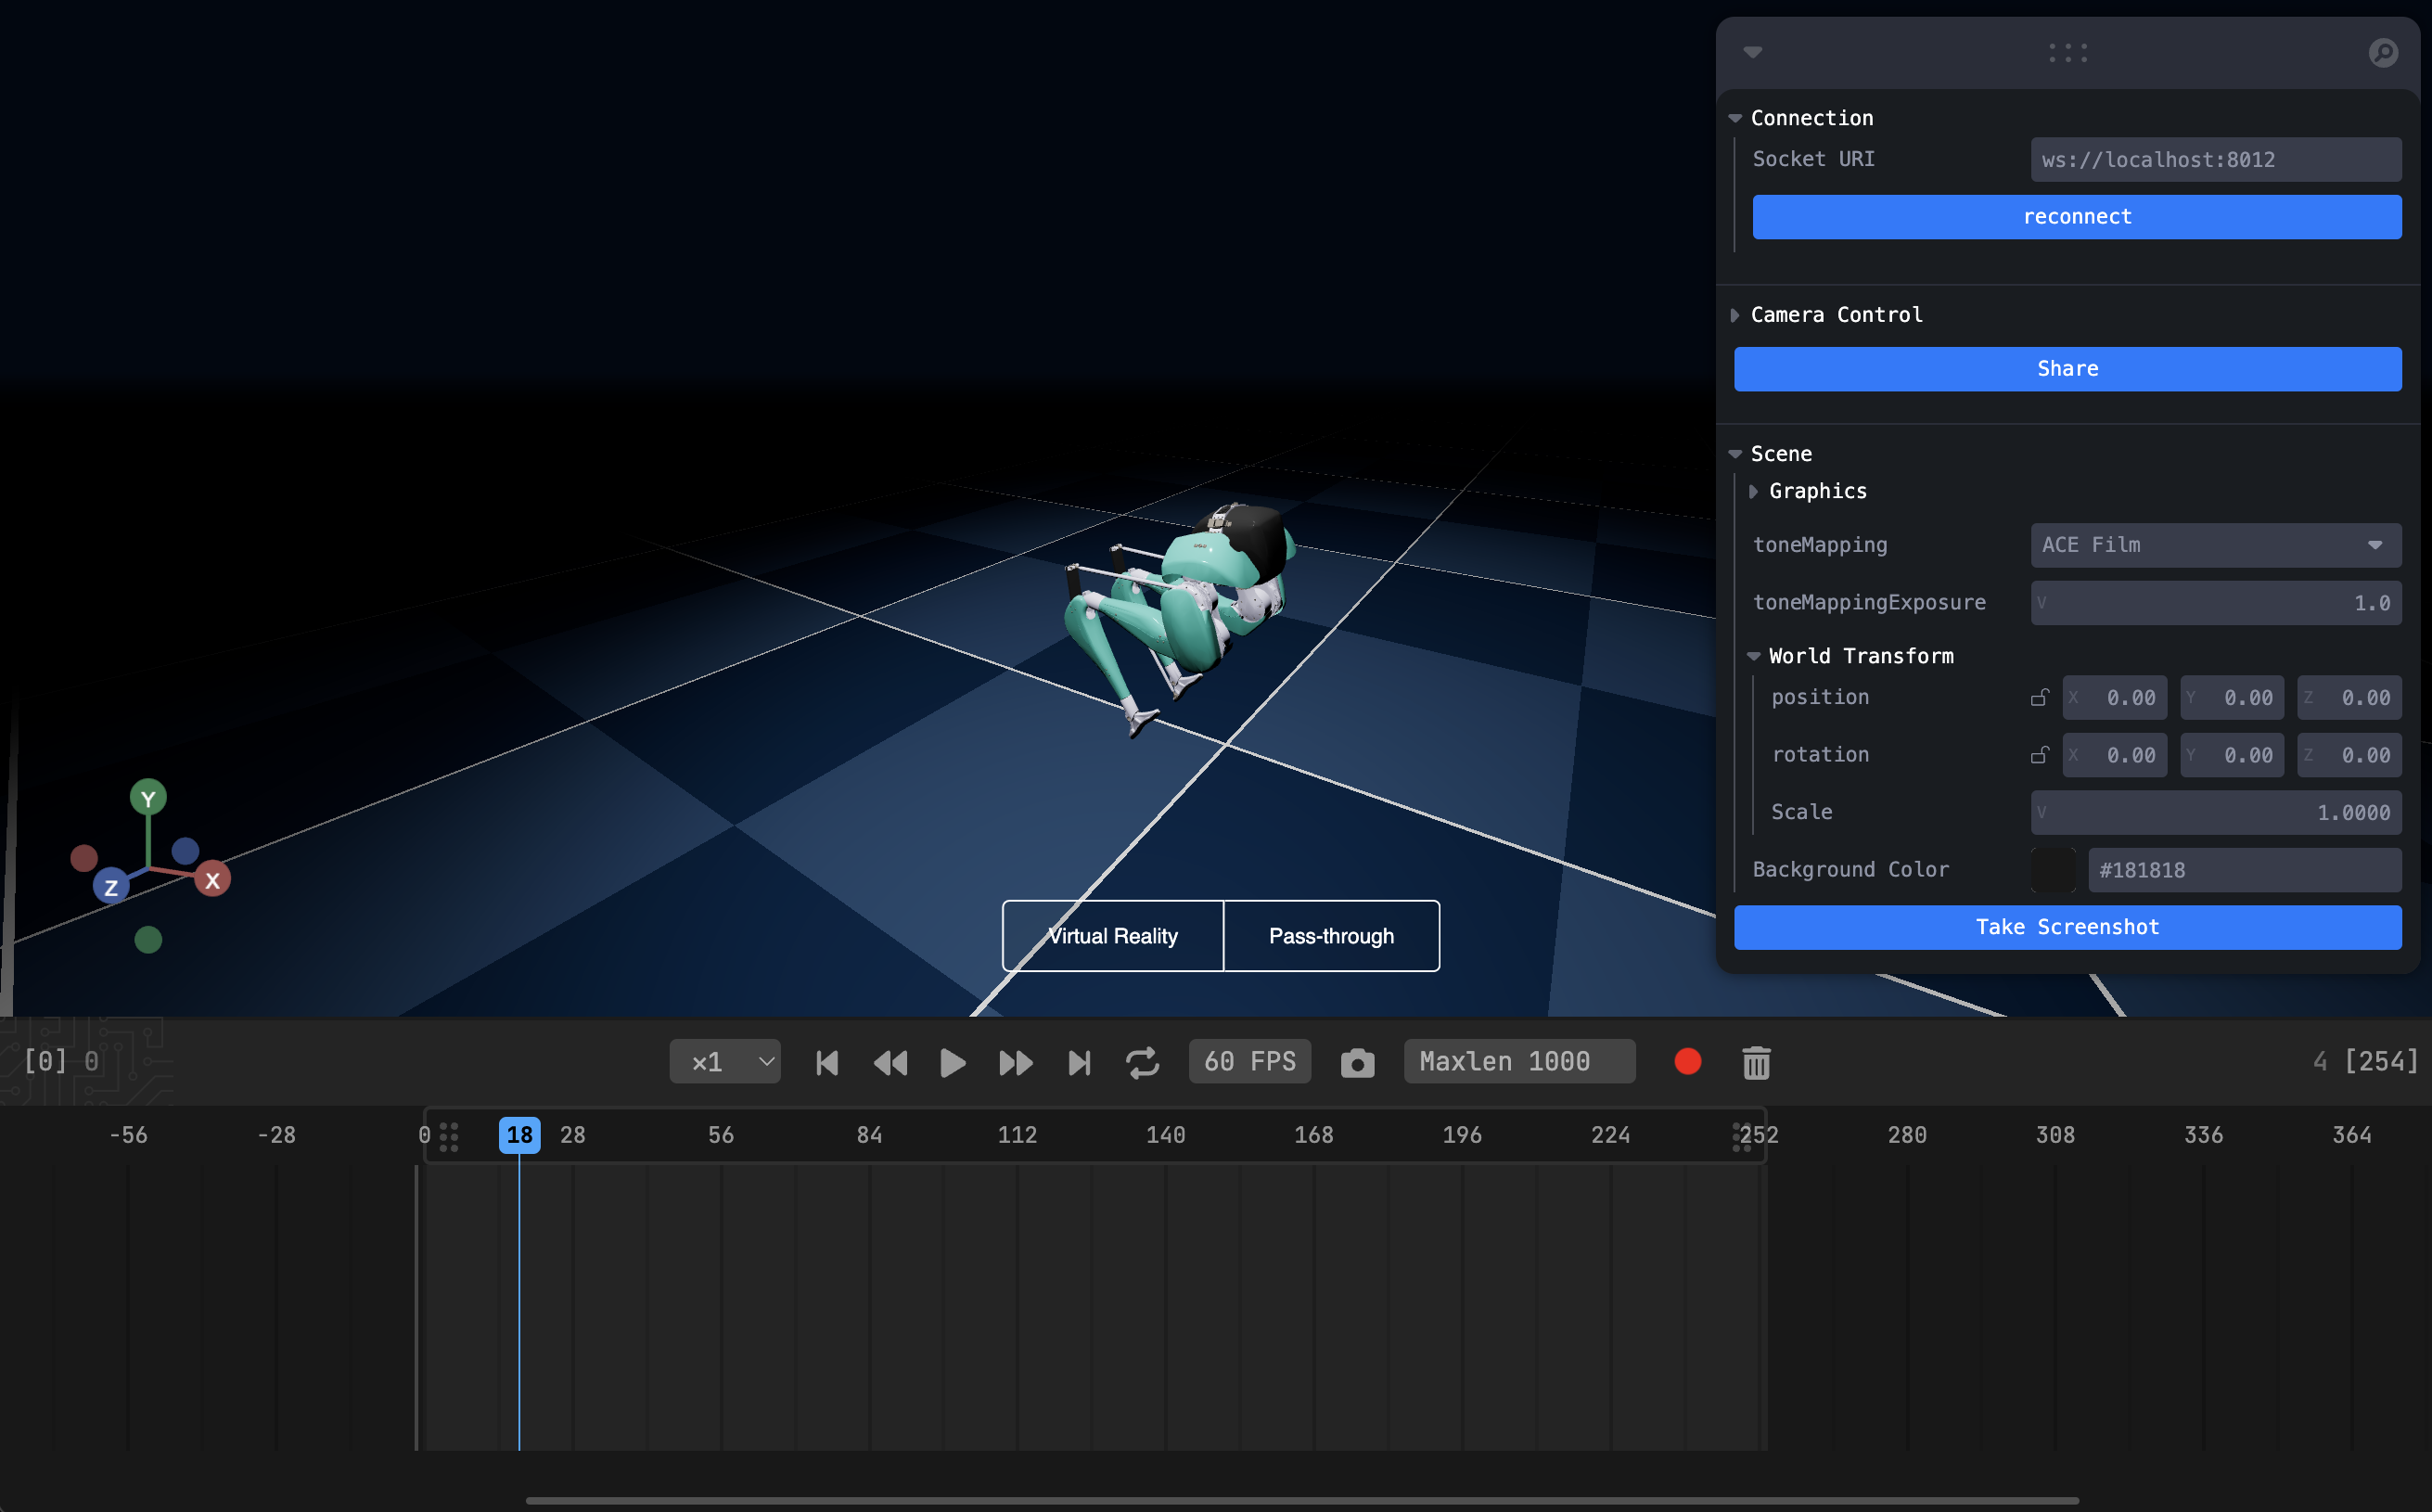 Connection
Socket URI ws://localhost:8012
reconnect
Camera Control
Share
Scene
Graphics
toneMapping ACE Film
toneMappingExposure V 1.0
World Transform
position X 0.00 Y 0.00 Z 0.00
rotation X 0.00 Y 0.00 Z 0.00
Scale V 1.0000
Background Color #181818
Take Screenshot
Y
Z X
Virtual Reality Pass-through
[0] 0 ×1 60 FPS Maxlen 1000 4 [254]
-56 -28 0 18 28 56 84 112 140 168 196 224 252 280 308 336 364